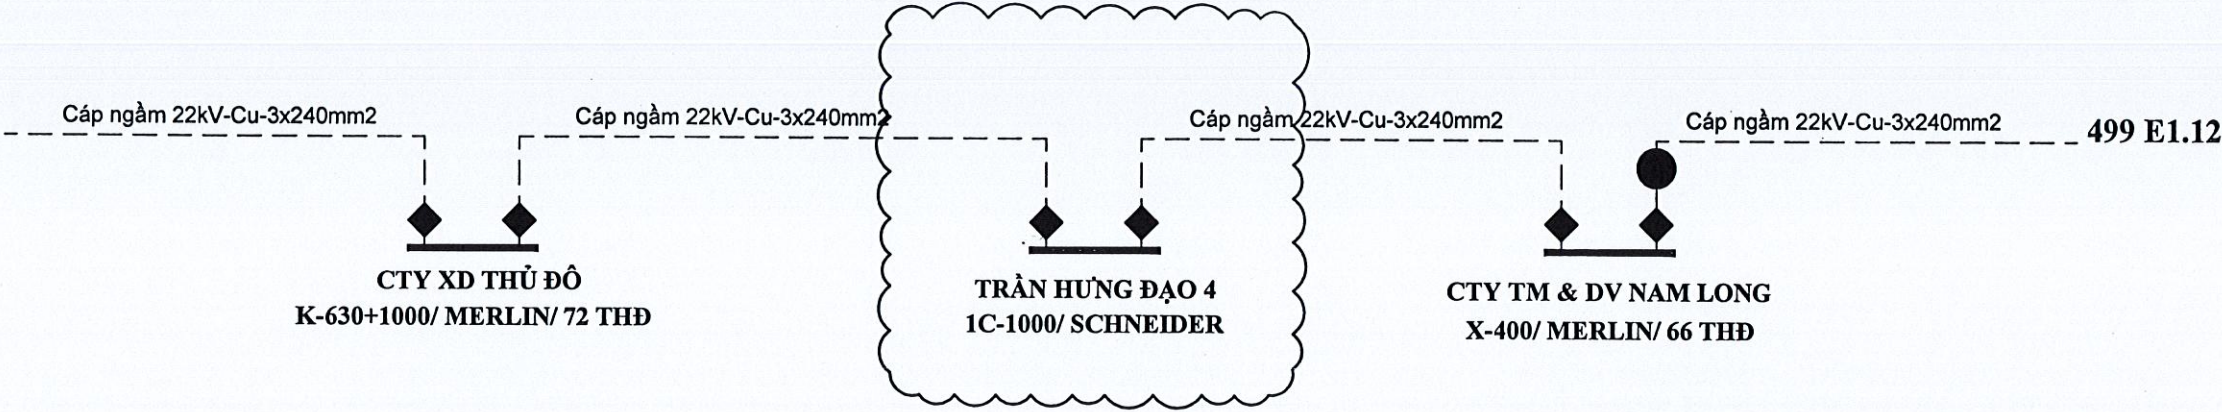 Cáp ngầm 22kV-Cu-3x240mm2
Cáp ngầm 22kV-Cu-3x240mm2
Cáp ngầm 22kV-Cu-3x240mm2
Cáp ngầm 22kV-Cu-3x240mm2
499 E1.12
CTY XD THỦ ĐÔ
K-630+1000/ MERLIN/ 72 THĐ
TRẦN HƯNG ĐẠO 4
1C-1000/ SCHNEIDER
CTY TM & DV NAM LONG
X-400/ MERLIN/ 66 THĐ